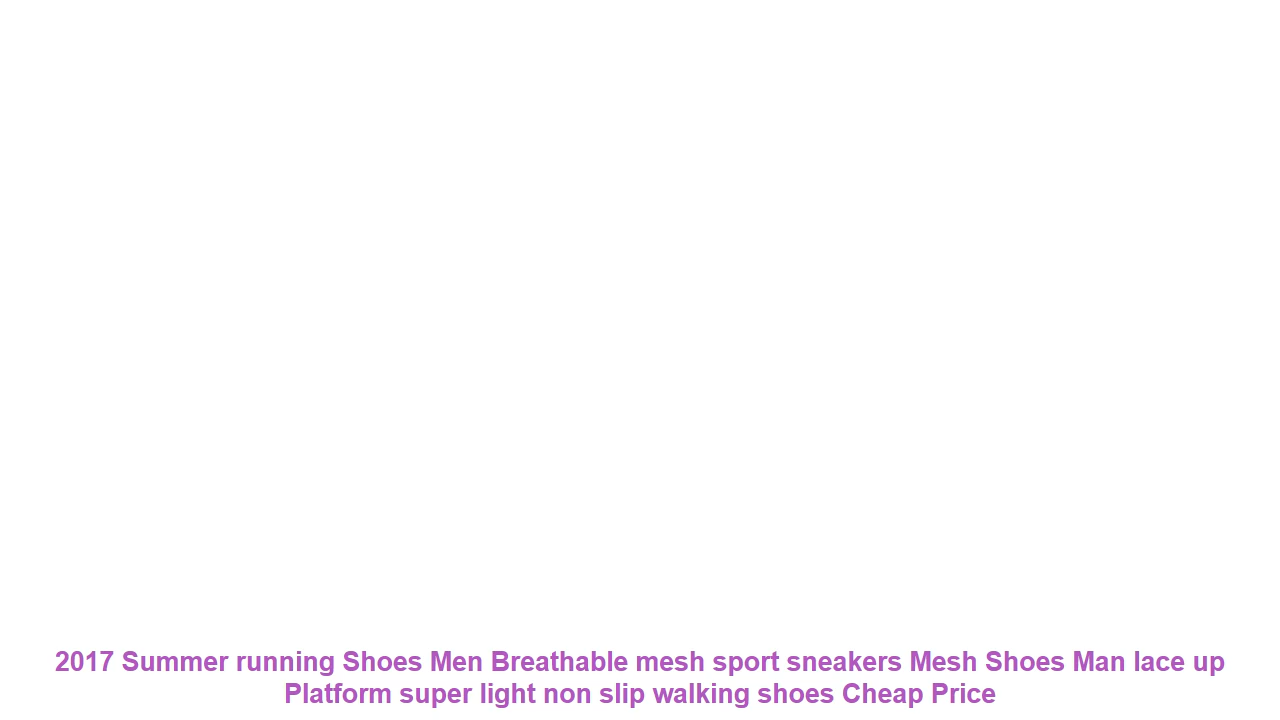 2017 Summer running Shoes Men Breathable mesh sport sneakers Mesh Shoes Man lace up
Platform super light non slip walking shoes Cheap Price